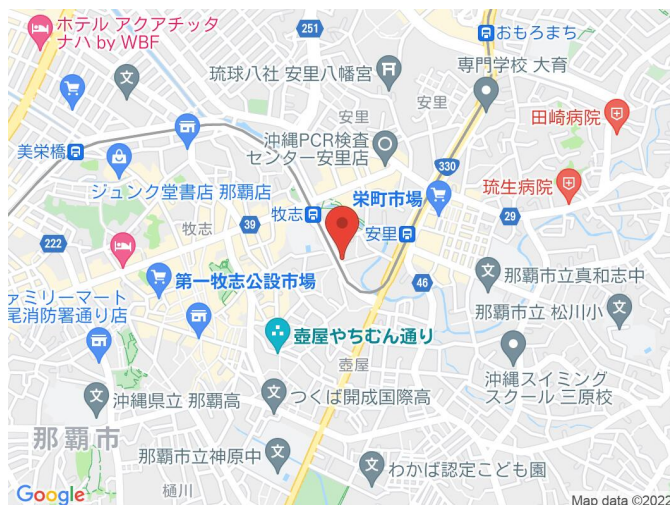 ホテル アクアチッタ
ナハ by WBF
251
おもろまち
琉球八社 安里八幡宮
専門学校 大育
安里
安里
田崎病院
沖縄PCR検査
センター安里店
美栄橋
330
ジュンク堂書店 那覇店
栄町市場
琉生病院
牧志
牧志
39
29
安里
222
第一牧志公設市場
46
那覇市立真和志中
ァミリーマート
尾消防署通り店
那覇市立 松川小
壺屋やちむん通り
壺屋
沖縄スイミング
スクール 三原校
沖縄県立 那覇高
つくば開成国際高
那覇市
那覇市立神原中
わかば認定こども園
樋川
Google
Map data ©2022